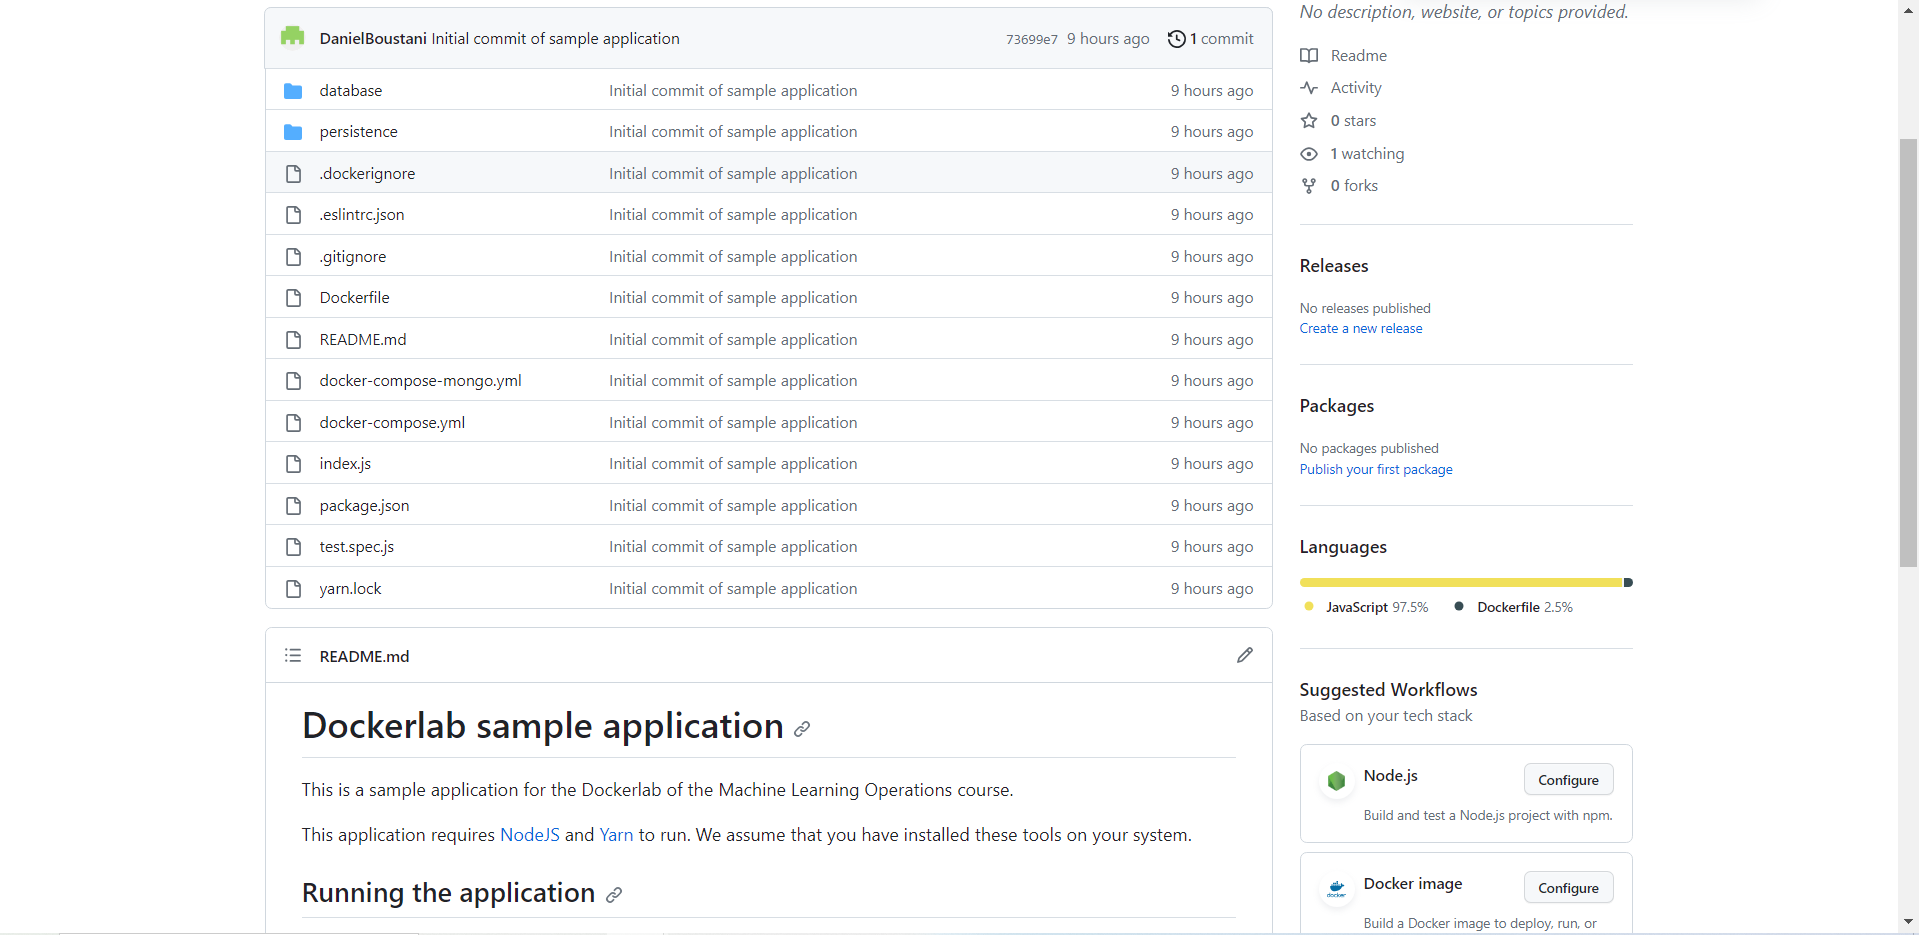 DanielBoustani Initial commit of sample application 73699e7 9 hours ago 1 commit
database Initial commit of sample application 9 hours ago
persistence Initial commit of sample application 9 hours ago
.dockerignore Initial commit of sample application 9 hours ago
.eslintrc.json Initial commit of sample application 9 hours ago
.gitignore Initial commit of sample application 9 hours ago
Dockerfile Initial commit of sample application 9 hours ago
README.md Initial commit of sample application 9 hours ago
docker-compose-mongo.yml Initial commit of sample application 9 hours ago
docker-compose.yml Initial commit of sample application 9 hours ago
index.js Initial commit of sample application 9 hours ago
package.json Initial commit of sample application 9 hours ago
test.spec.js Initial commit of sample application 9 hours ago
yarn.lock Initial commit of sample application 9 hours ago
README.md
Dockerlab sample application
This is a sample application for the Dockerlab of the Machine Learning Operations course.
This application requires NodeJS and Yarn to run. We assume that you have installed these tools on your system.
Running the application
No description, website, or topics provided.
Readme
Activity
0 stars
1 watching
0 forks
Releases
No releases published
Create a new release
Packages
No packages published
Publish your first package
Languages
JavaScript 97.5% Dockerfile 2.5%
Suggested Workflows
Based on your tech stack
Node.js Configure
Build and test a Node.js project with npm.
docker Docker image Configure
Build a Docker image to deploy, run, or